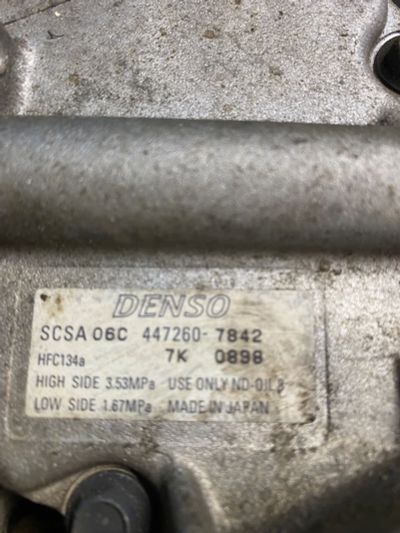 DENSO
SCSA 06C 447260- 7842
HFC134a 7K 0898
HIGH SIDE 3.53MPa USE ONLY ND-OIL 8
LOW SIDE 1.67MPa MADE IN JAPAN